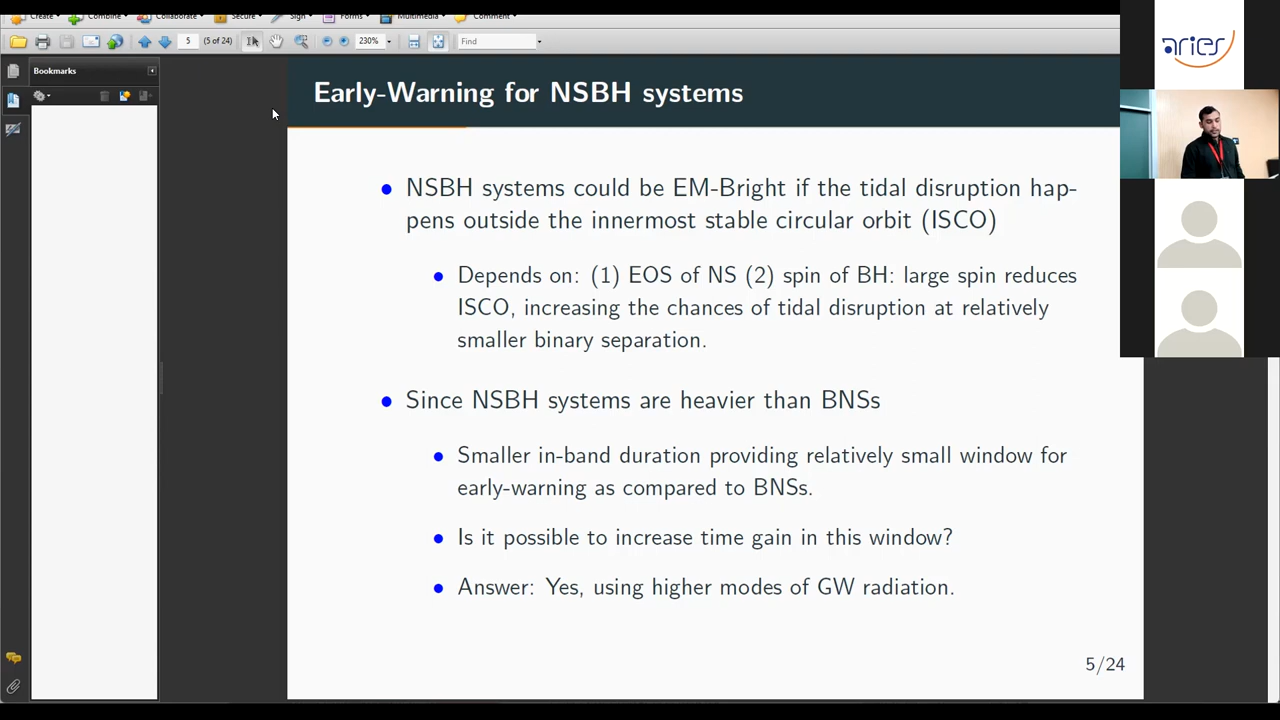 Create
Combine
Collaborate
Secure
Sign
Forms
Multimedia
Comment
5 (5 of 24) 230% Find
Bookmarks
Early-Warning for NSBH systems
NSBH systems could be EM-Bright if the tidal disruption hap-
pens outside the innermost stable circular orbit (ISCO)
Depends on: (1) EOS of NS (2) spin of BH: large spin reduces
ISCO, increasing the chances of tidal disruption at relatively
smaller binary separation.
Since NSBH systems are heavier than BNSs
Smaller in-band duration providing relatively small window for
early-warning as compared to BNSs.
Is it possible to increase time gain in this window?
Answer: Yes, using higher modes of GW radiation.
5/24
aries